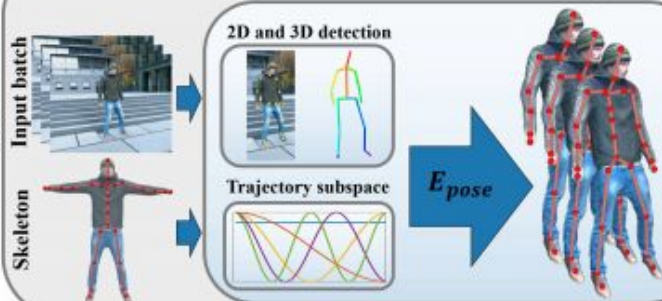 Input batch
Skeleton
2D and 3D detection
Trajectory subspace
E_pose